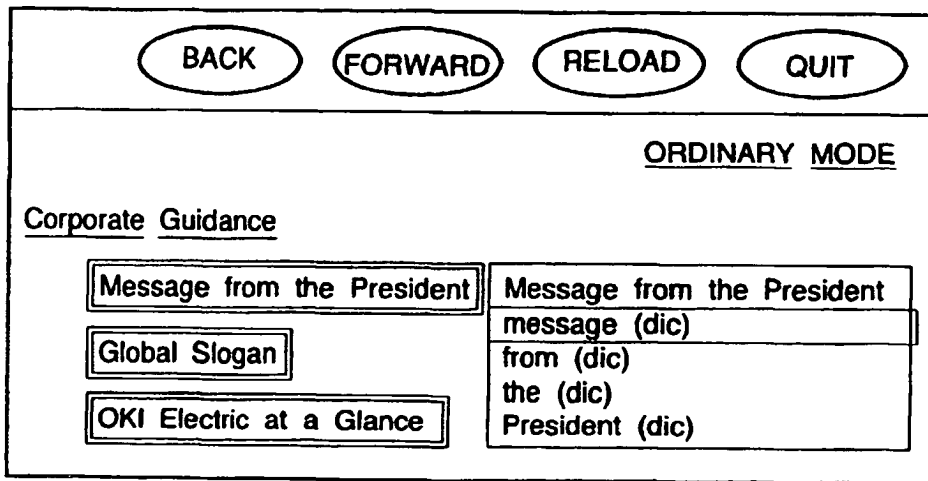 BACK FORWARD RELOAD QUIT
ORDINARY MODE
Corporate Guidance
Message from the President
Global Slogan
OKI Electric at a Glance
Message from the President
message (dic)
from (dic)
the (dic)
President (dic)